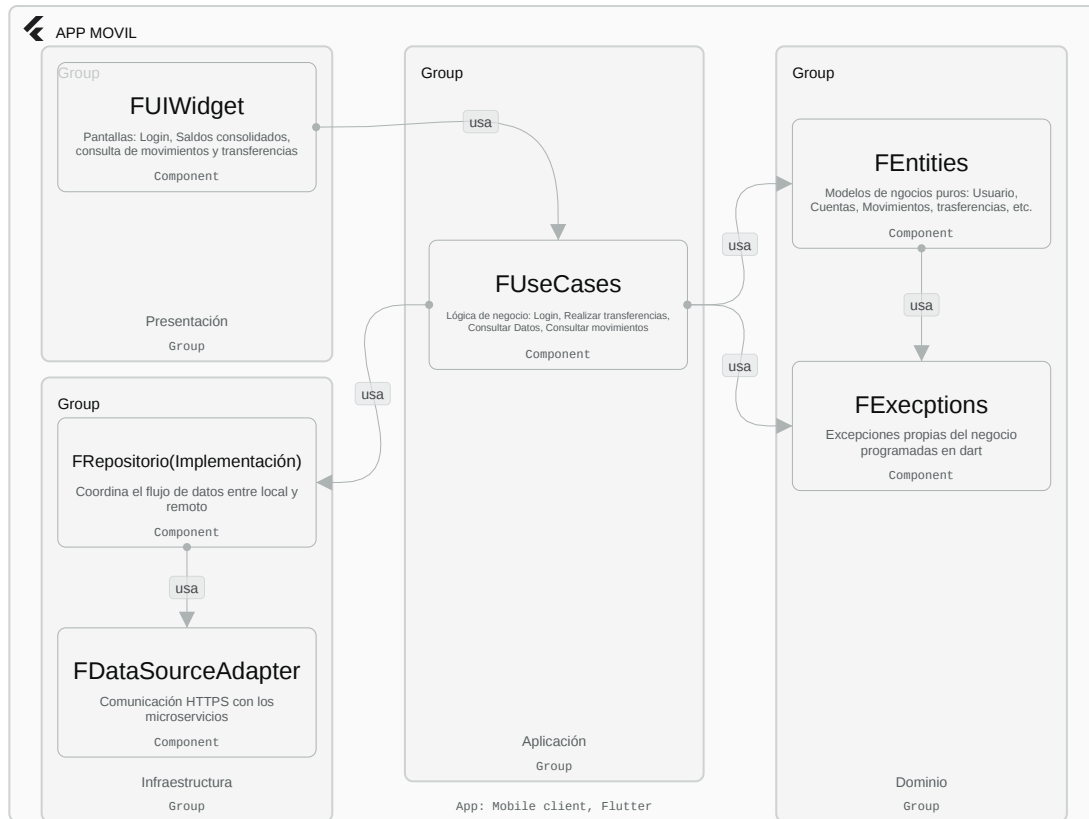 APP MOVIL
Group
FUIWidget
Pantallas: Login, Saldos consolidados,
consulta de movimientos y transferencias
Component
Presentación
Group
usa
Group
FRepositorio(Implementación)
Coordina el flujo de datos entre local y
remoto
Component
usa
FDataSourceAdapter
Comunicación HTTPS con los
microservicios
Component
Infraestructura
Group
usa
Group
FUseCases
Lógica de negocio: Login, Realizar transferencias,
Consultar Datos, Consultar movimientos
Component
Aplicación
Group
usa
usa
Group
FEntities
Modelos de ngocios puros: Usuario,
Cuentas, Movimientos, trasferencias, etc.
Component
usa
FExecptions
Excepciones propias del negocio
programadas en dart
Component
Dominio
Group
App: Mobile client, Flutter